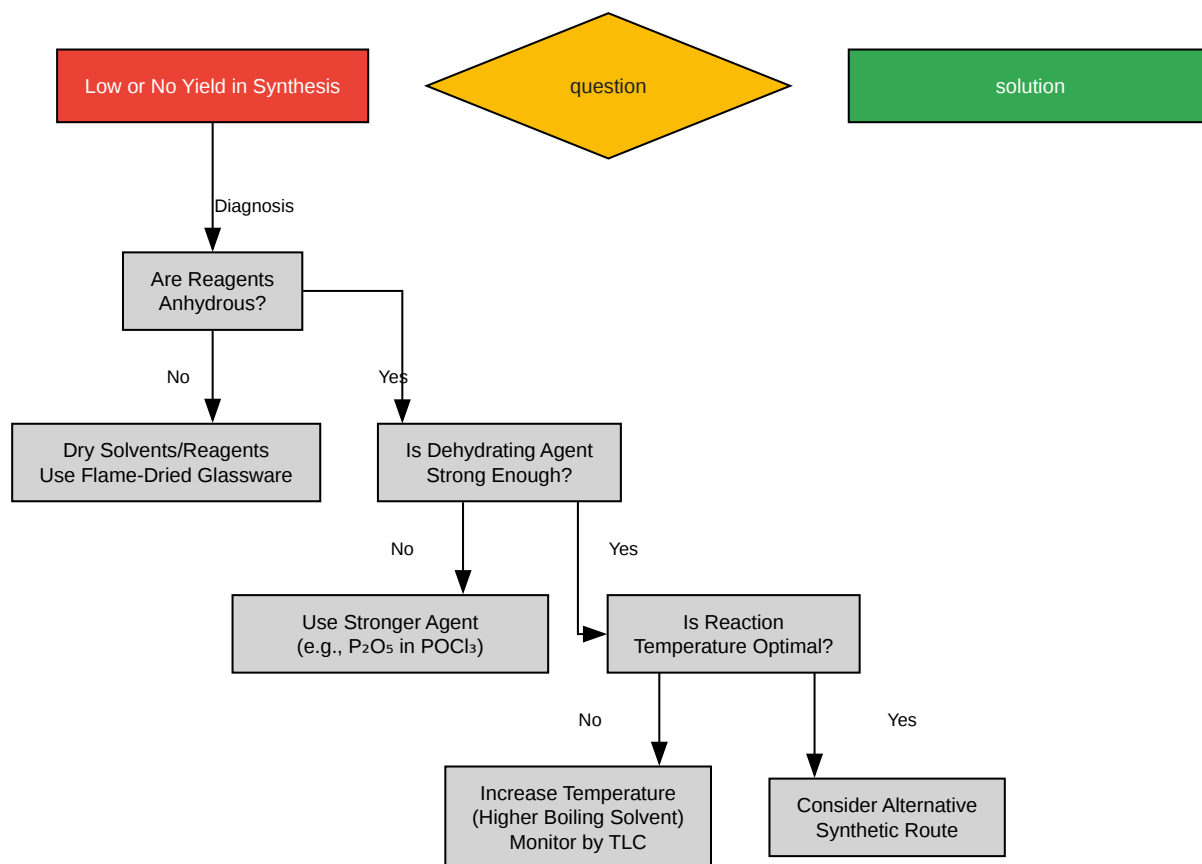 Low or No Yield in Synthesis
question
solution
Diagnosis
Are Reagents
Anhydrous?
No
Yes
Dry Solvents/Reagents
Use Flame-Dried Glassware
Is Dehydrating Agent
Strong Enough?
No
Yes
Use Stronger Agent
(e.g., P₂O₅ in POCl₃)
Is Reaction
Temperature Optimal?
No
Yes
Increase Temperature
(Higher Boiling Solvent)
Monitor by TLC
Consider Alternative
Synthetic Route